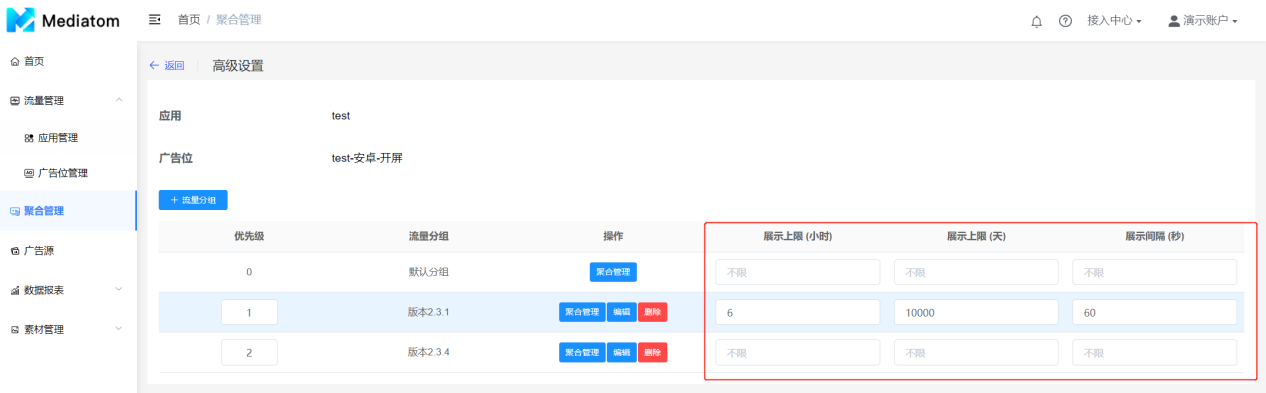 Mediatom
首页 / 聚合管理
接入中心
演示账户
首页
流量管理
应用管理
广告位管理
聚合管理
广告源
数据报表
素材管理
← 返回
高级设置
应用 test
广告位 test-安卓-开屏
+ 流量分组
优先级 流量分组 操作 展示上限 (小时) 展示上限 (天) 展示间隔 (秒)
0 默认分组 聚合管理 不限 不限 不限
1 版本2.3.1 聚合管理 编辑 删除 6 10000 60
2 版本2.3.4 聚合管理 编辑 删除 不限 不限 不限